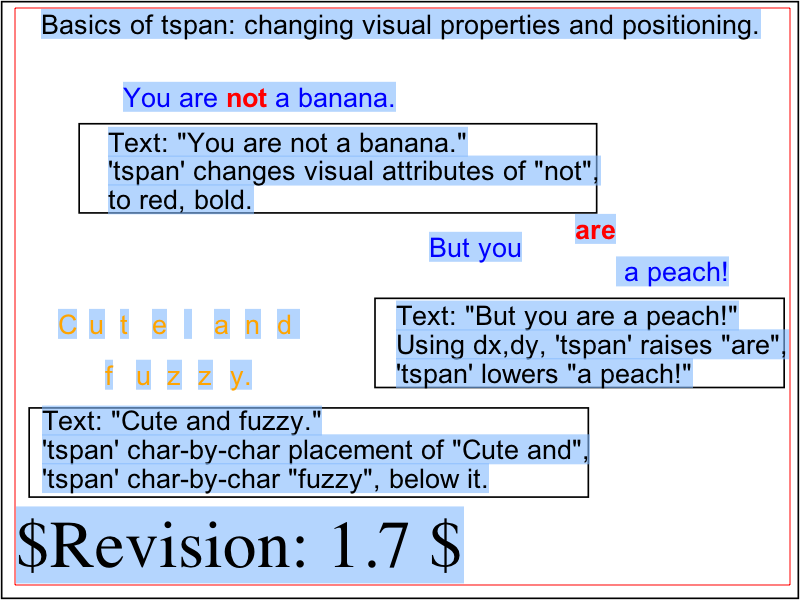 Basics of tspan: changing visual properties and positioning.
You are not a banana.
Text: "You are not a banana."
'tspan' changes visual attributes of "not",
to red, bold.
But you are a peach!
Text: "But you are a peach!"
Using dx,dy, 'tspan' raises "are",
'tspan' lowers "a peach!"
Cute and
fuzzy.
Text: "Cute and fuzzy."
'tspan' char-by-char placement of "Cute and",
'tspan' char-by-char "fuzzy", below it.
$Revision: 1.7 $